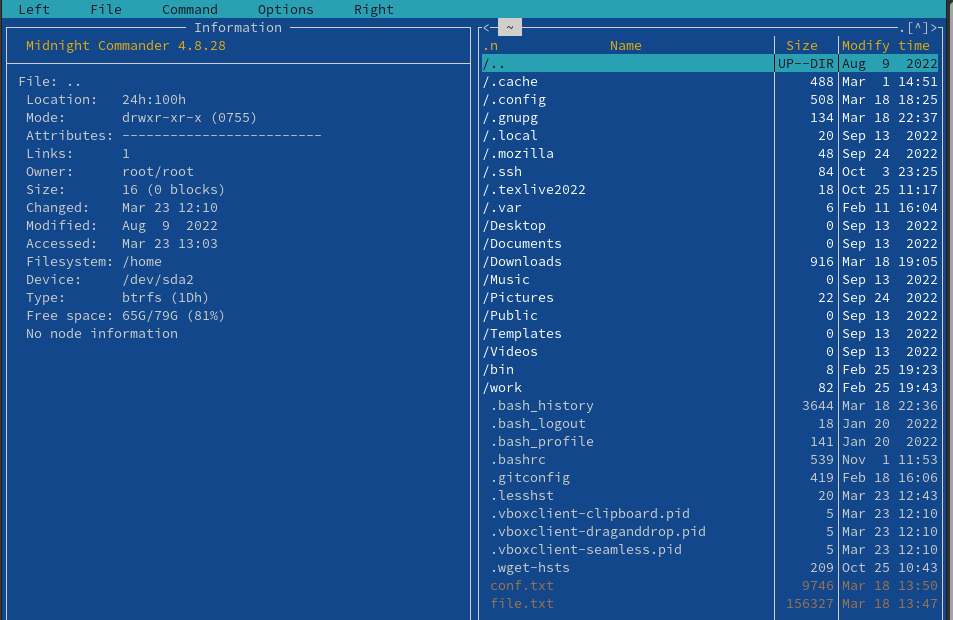 Left File Command Options Right
Information
Midnight Commander 4.8.28
File: ..
Location: 24h:100h
Mode: drwxr-xr-x (0755)
Attributes: -------------------------
Links: 1
Owner: root/root
Size: 16 (0 blocks)
Changed: Mar 23 12:10
Modified: Aug 9 2022
Accessed: Mar 23 13:03
Filesystem: /home
Device: /dev/sda2
Type: btrfs (1Dh)
Free space: 65G/79G (81%)
No node information
<- ~ .[^]>
.n Name Size Modify time
/.. UP--DIR Aug 9 2022
/.cache 488 Mar 1 14:51
/.config 508 Mar 18 18:25
/.gnupg 134 Mar 18 22:37
/.local 20 Sep 13 2022
/.mozilla 48 Sep 24 2022
/.ssh 84 Oct 3 23:25
/.texlive2022 18 Oct 25 11:17
/.var 6 Feb 11 16:04
/Desktop 0 Sep 13 2022
/Documents 0 Sep 13 2022
/Downloads 916 Mar 18 19:05
/Music 0 Sep 13 2022
/Pictures 22 Sep 24 2022
/Public 0 Sep 13 2022
/Templates 0 Sep 13 2022
/Videos 0 Sep 13 2022
/bin 8 Feb 25 19:23
/work 82 Feb 25 19:43
.bash_history 3644 Mar 18 22:36
.bash_logout 18 Jan 20 2022
.bash_profile 141 Jan 20 2022
.bashrc 539 Nov 1 11:53
.gitconfig 419 Feb 18 16:06
.lesshst 20 Mar 23 12:43
.vboxclient-clipboard.pid 5 Mar 23 12:10
.vboxclient-draganddrop.pid 5 Mar 23 12:10
.vboxclient-seamless.pid 5 Mar 23 12:10
.wget-hsts 209 Oct 25 10:43
conf.txt 9746 Mar 18 13:50
file.txt 156327 Mar 18 13:47